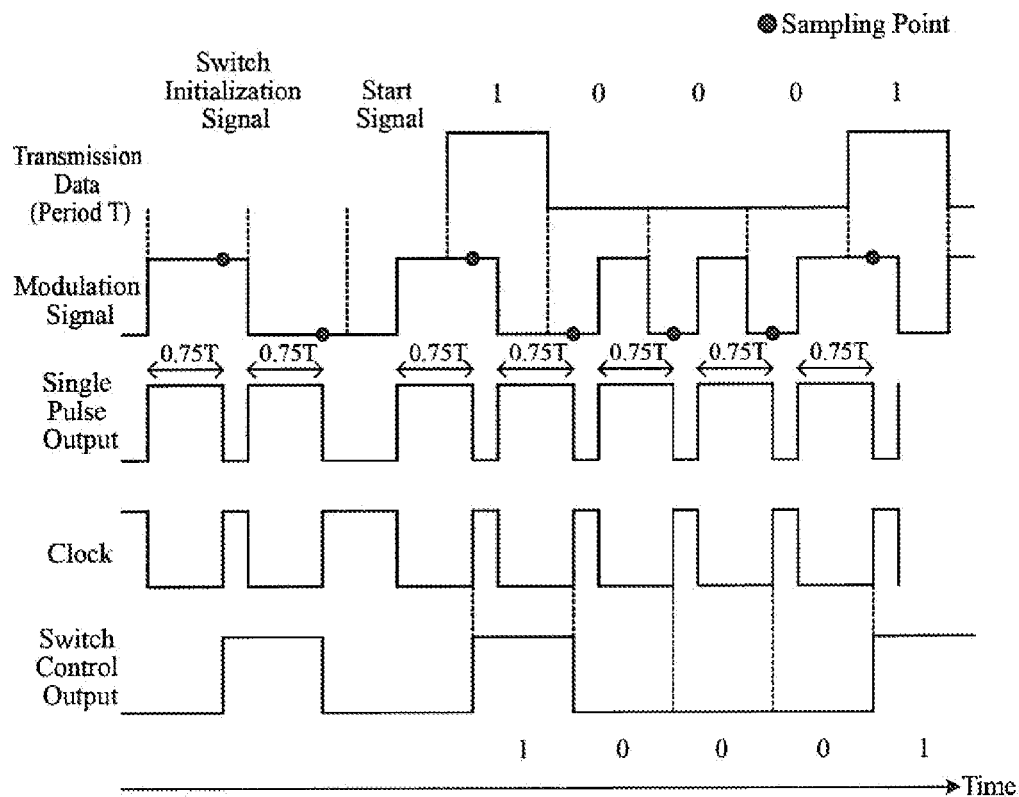 Sampling Point
Switch
Initialization
Signal
Start
Signal
1 0 0 0 1
Transmission
Data
(Period T)
Modulation
Signal
0.75T 0.75T 0.75T 0.75T 0.75T 0.75T 0.75T
Single
Pulse
Output
Clock
Switch
Control
Output
1 0 0 0 1
Time